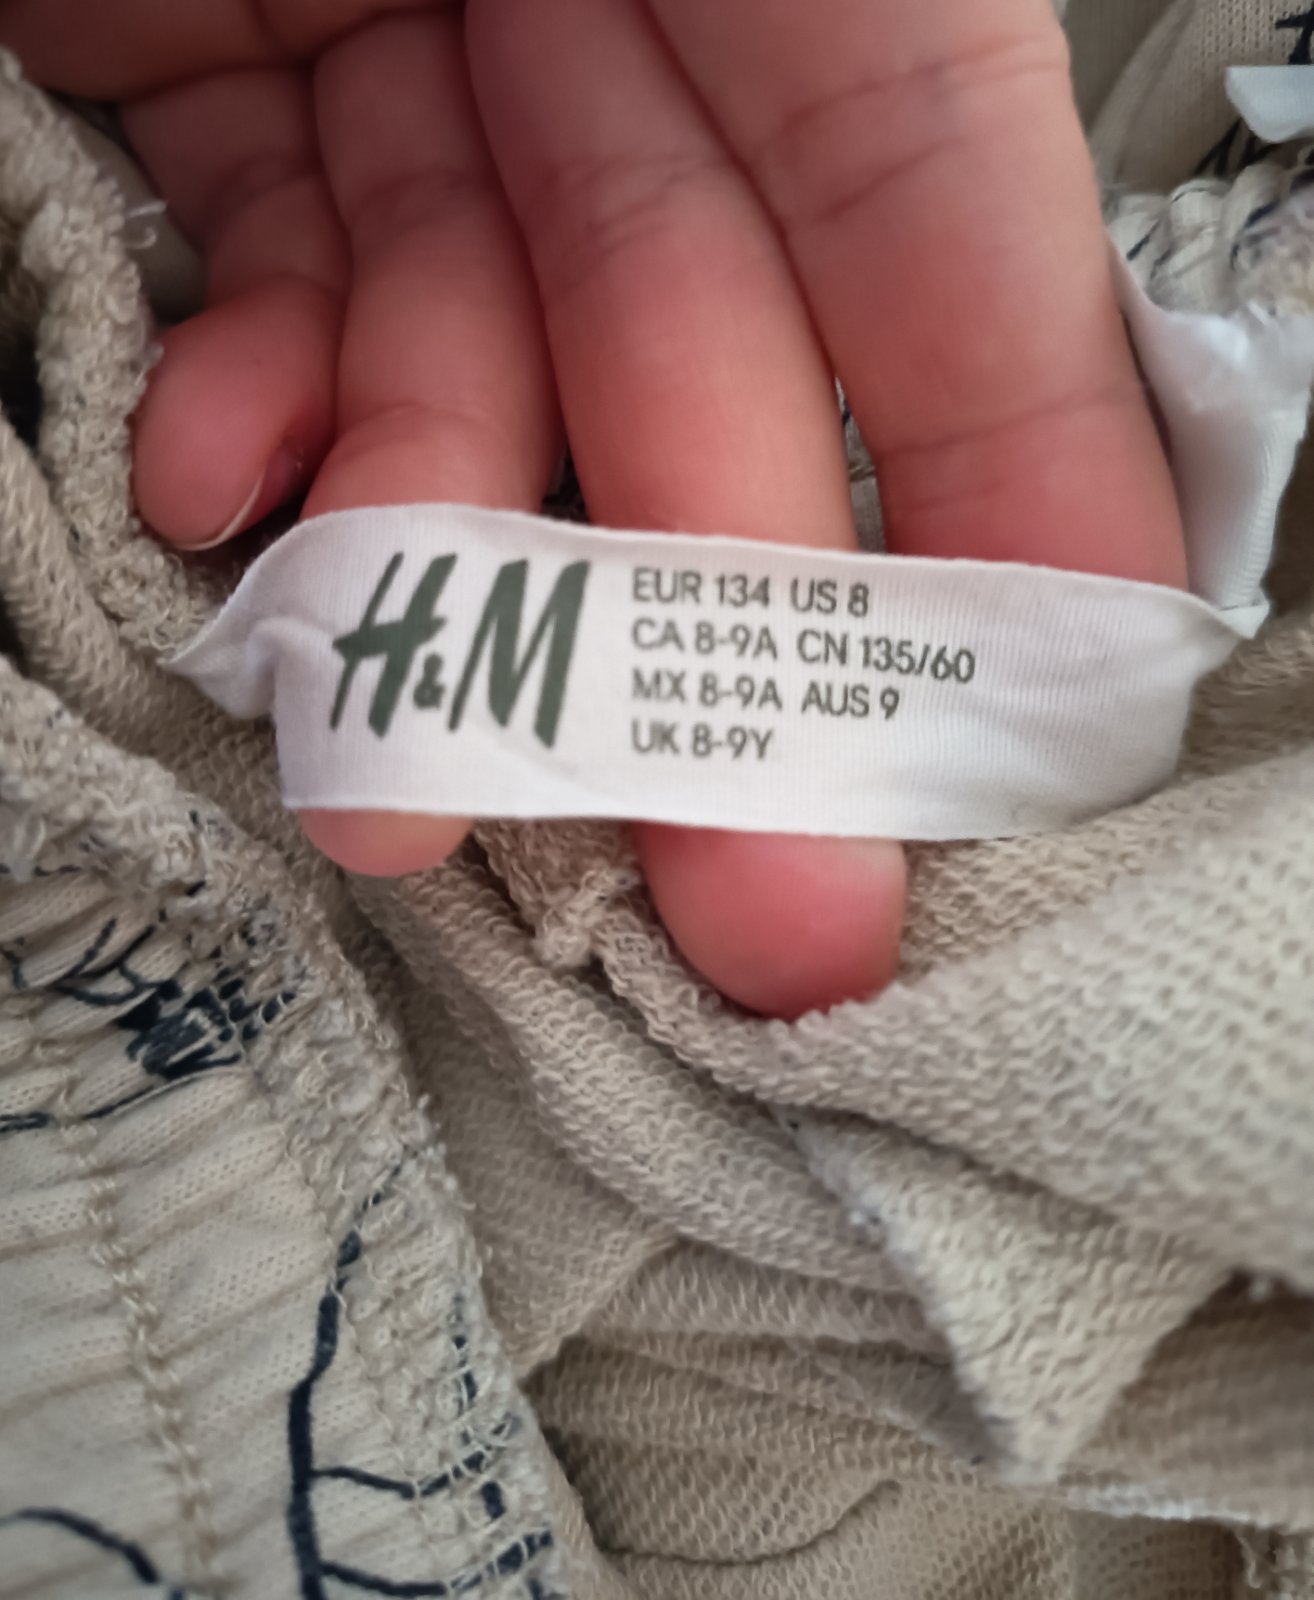 H&M
EUR 134 US 8
CA 8-9A CN 135/60
MX 8-9A AUS 9
UK 8-9Y